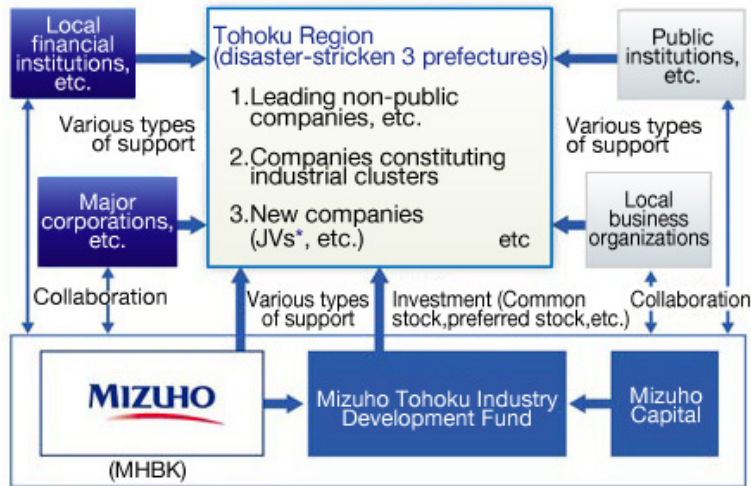 Local
financial
institutions,
etc.
Tohoku Region
(disaster-stricken 3 prefectures)
1.Leading non-public
companies, etc.
2.Companies constituting
industrial clusters
3.New companies
(JVs*, etc.)
etc
Public
institutions,
etc.
Various types
of support
Various types
of support
Major
corporations,
etc.
Local
business
organizations
Collaboration
Various types
of support
Investment (Common
stock,preferred stock,etc.)
Collaboration
MIZUHO
(MHBK)
Mizuho Tohoku Industry
Development Fund
Mizuho
Capital